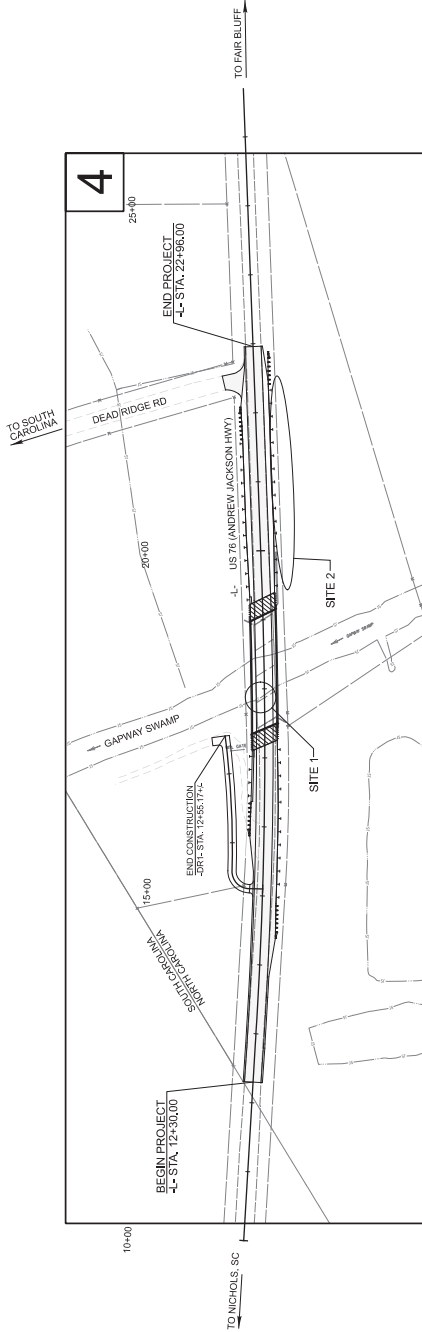 4
TO FAIR BLUFF
25+00
END PROJECT
-L- STA. 22+96.00
TO SOUTH
CAROLINA
DEAD RIDGE RD
US 76 (ANDREW JACKSON HWY)
-L-
20+00
SITE 2
GAPWAY SWAMP
GAPWAY SWAMP
SITE 1
END CONSTRUCTION
-DR1- STA. 12+55.17+/-
15+00
SOUTH CAROLINA
NORTH CAROLINA
BEGIN PROJECT
-L- STA. 12+30.00
10+00
TO NICHOLS, SC